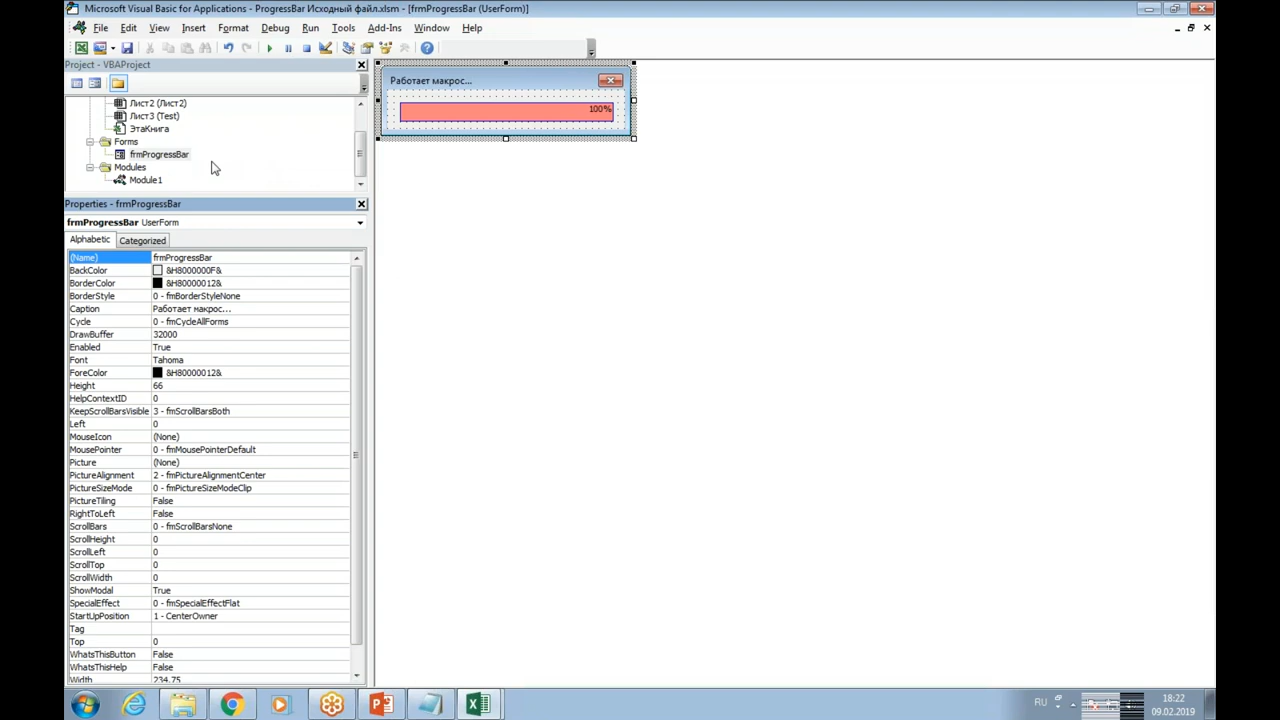 Microsoft Visual Basic for Applications - ProgressBar Исходный файл.xlsm - [frmProgressBar (UserForm)]
File Edit View Insert Format Debug Run Tools Add-Ins Window Help
Project - VBAProject
Лист2 (Лист2)
Лист3 (Test)
ЭтаКнига
Forms
frmProgressBar
Modules
Module1
Работает макрос...
100%
Properties - frmProgressBar
frmProgressBar UserForm
Alphabetic Categorized
(Name) frmProgressBar
BackColor &H8000000F&
BorderColor &H80000012&
BorderStyle 0 - fmBorderStyleNone
Caption Работает макрос...
Cycle 0 - fmCycleAllForms
DrawBuffer 32000
Enabled True
Font Tahoma
ForeColor &H80000012&
Height 66
HelpContextID 0
KeepScrollBarsVisible 3 - fmScrollBarsBoth
Left 0
MouseIcon (None)
MousePointer 0 - fmMousePointerDefault
Picture (None)
PictureAlignment 2 - fmPictureAlignmentCenter
PictureSizeMode 0 - fmPictureSizeModeClip
PictureTiling False
RightToLeft False
ScrollBars 0 - fmScrollBarsNone
ScrollHeight 0
ScrollLeft 0
ScrollTop 0
ScrollWidth 0
ShowModal True
SpecialEffect 0 - fmSpecialEffectFlat
StartUpPosition 1 - CenterOwner
Tag
Top 0
WhatsThisButton False
WhatsThisHelp False
Width 234.75
RU
18:22
09.02.2019